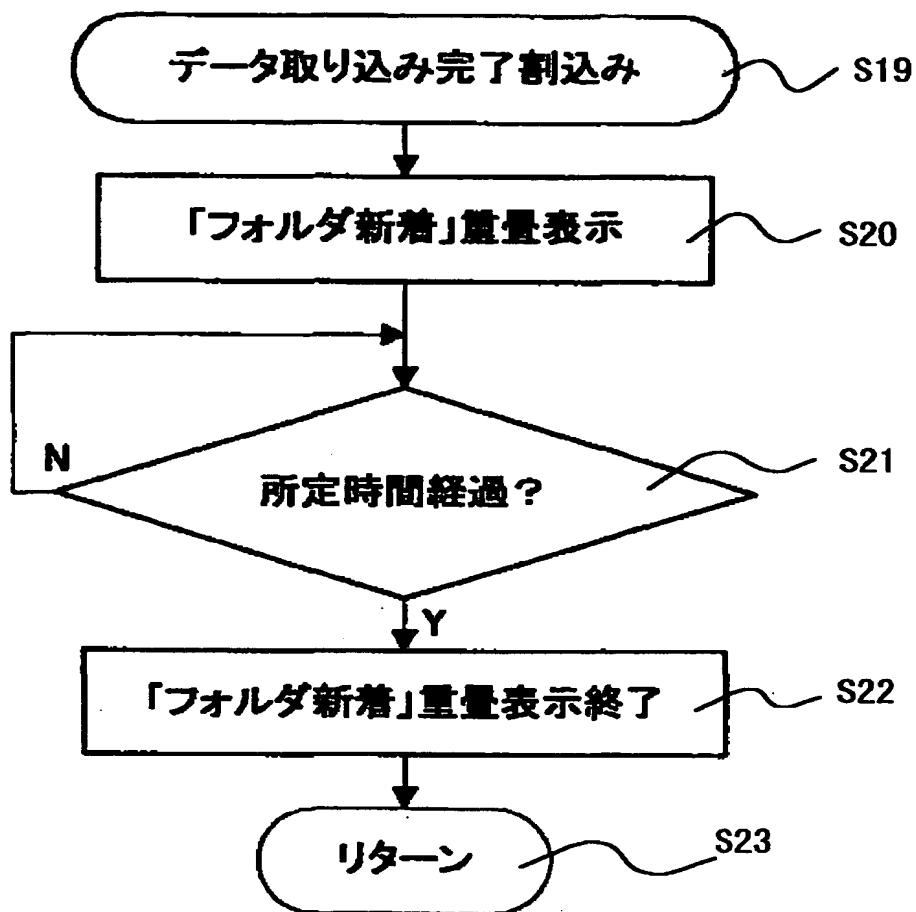 データ取り込み完了割込み
S19
「フォルダ新着」重畳表示
S20
N
所定時間経過?
S21
Y
「フォルダ新着」重畳表示終了
S22
リターン
S23